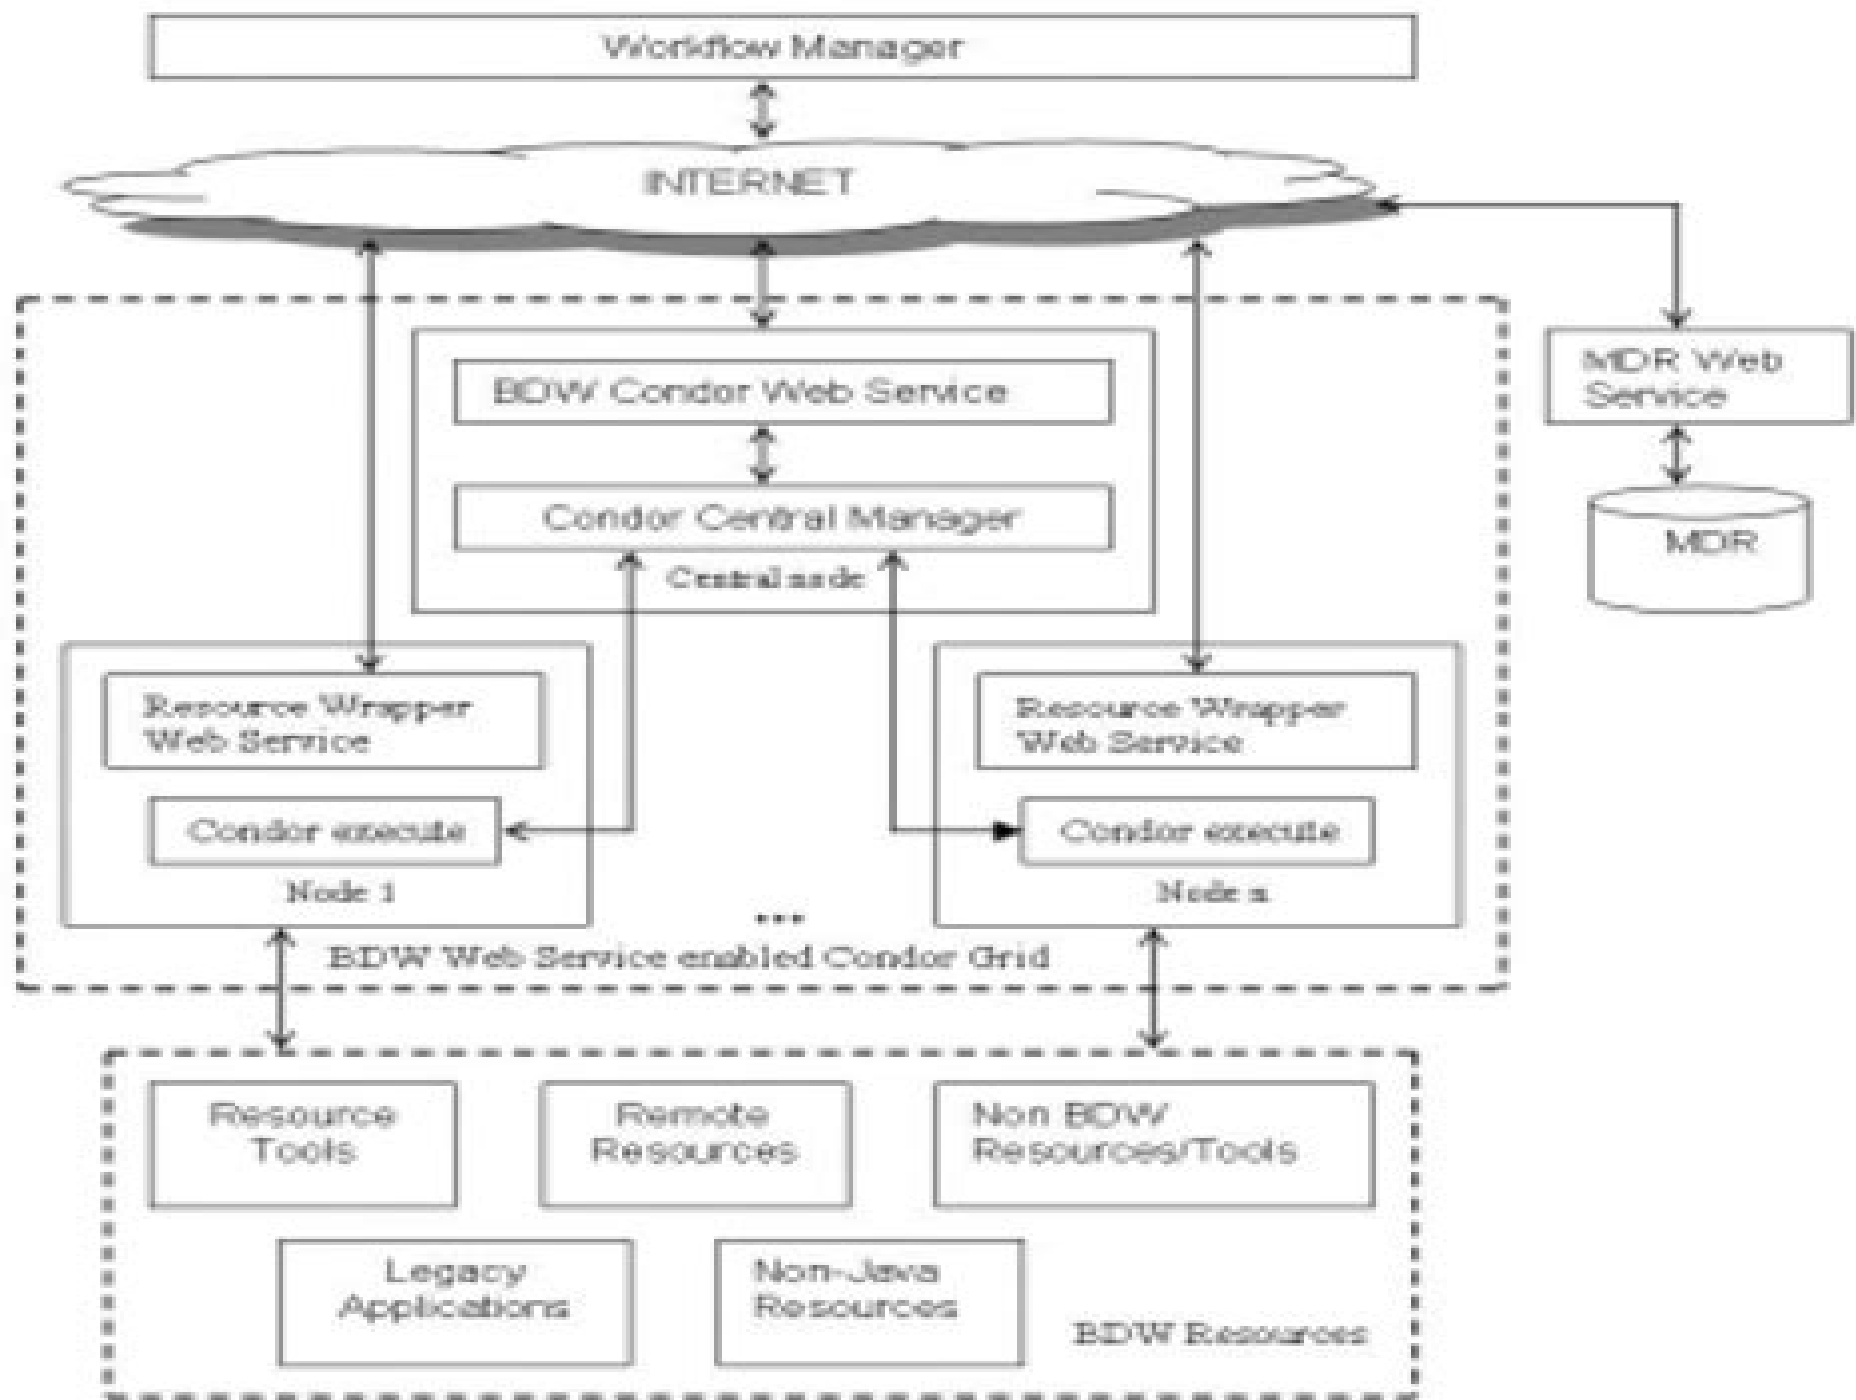 Workflow Manager
INTERNET
BDW Condor Web Service
MDR Web
Service
Condor Central Manager
MDR
Central node
Resource Wrapper
Web Service
Resource Wrapper
Web Service
Condor execute
Condor execute
Node 1
Node n
...
BDW Web Service enabled Condor Grid
Resource
Tools
Remote
Resources
Non BDW
Resources/Tools
Legacy
Applications
Non-Java
Resources
BDW Resources